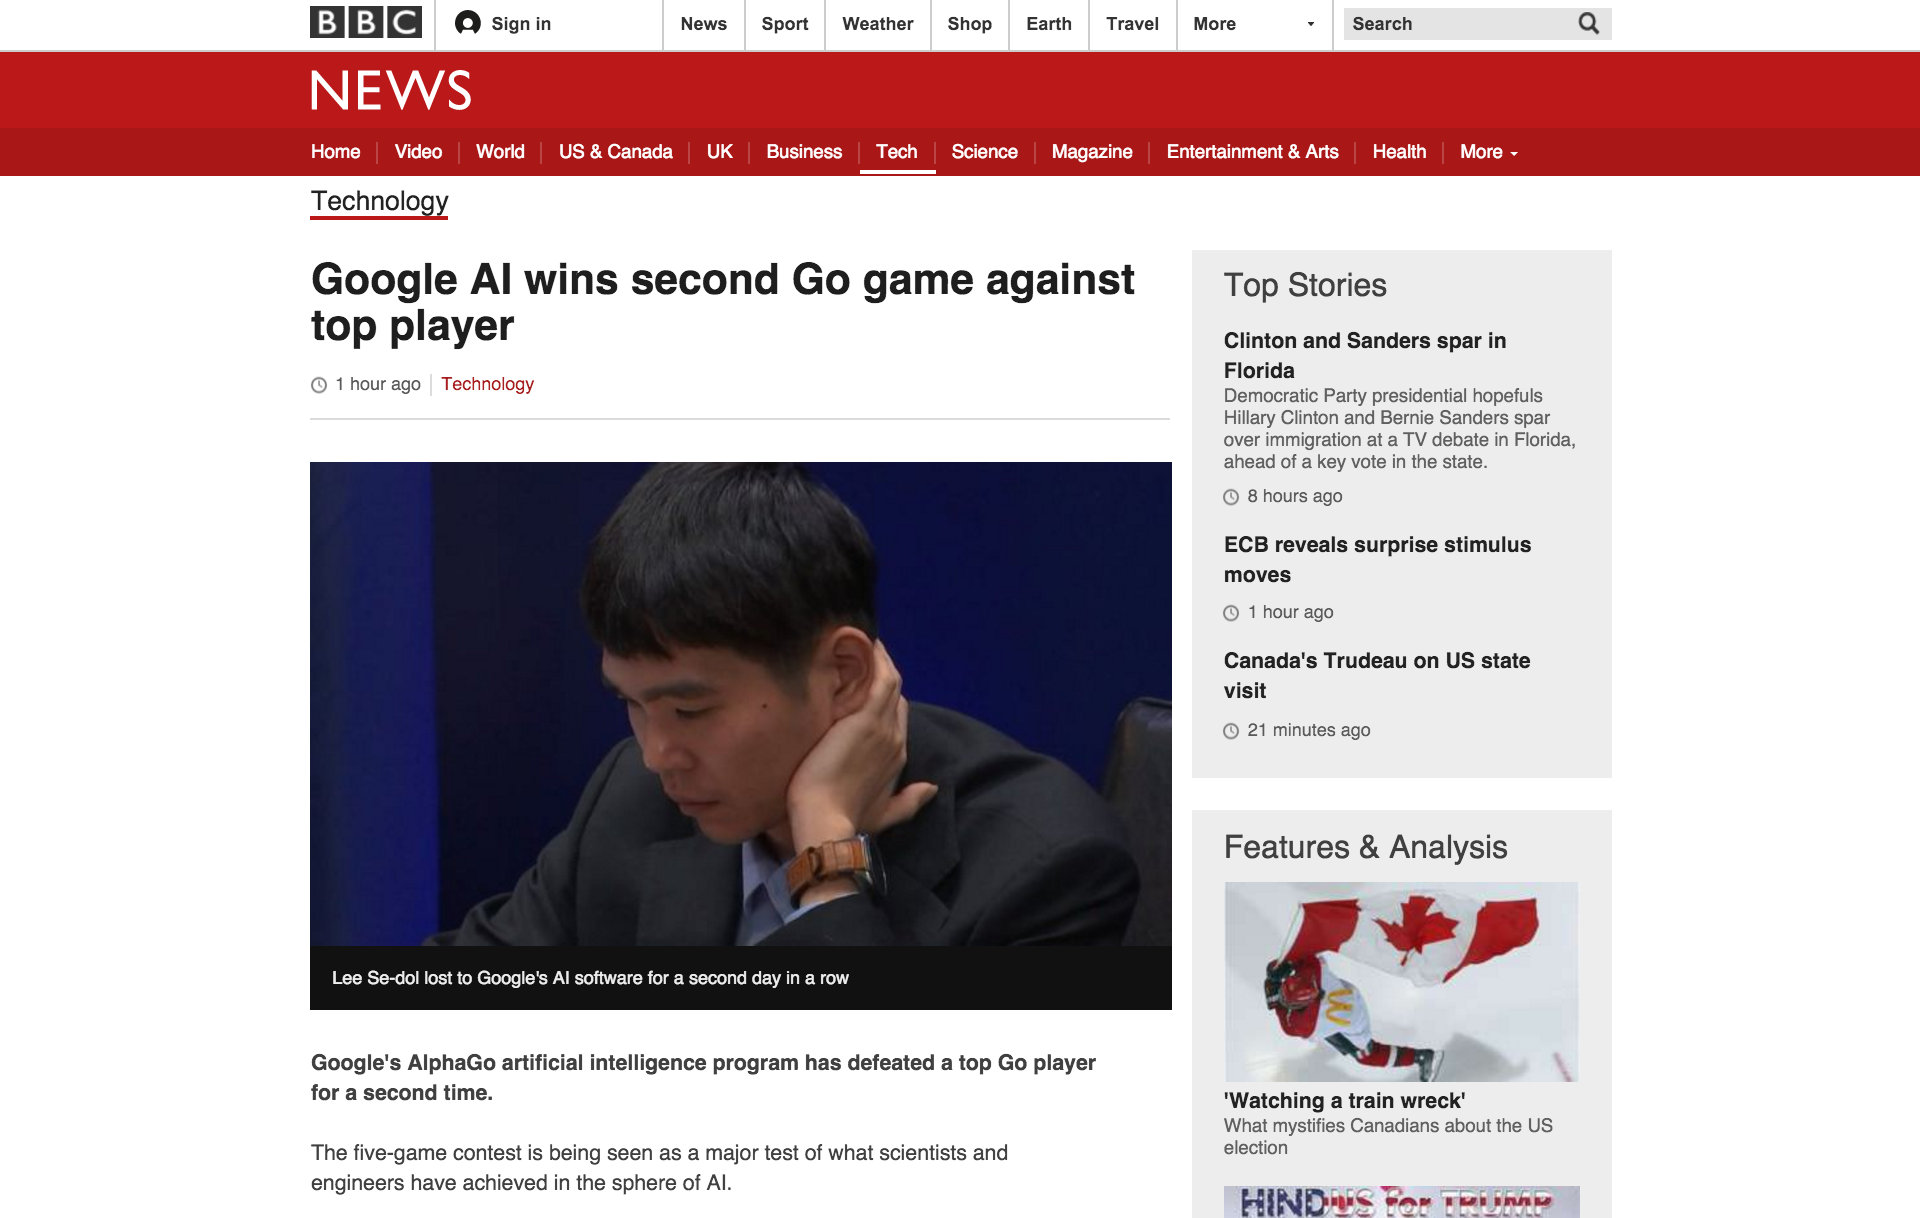 BBC
Sign in
News
Sport
Weather
Shop
Earth
Travel
More
Search
NEWS
Home
Video
World
US & Canada
UK
Business
Tech
Science
Magazine
Entertainment & Arts
Health
More
Technology
Google AI wins second Go game against
top player
1 hour ago
Technology
Lee Se-dol lost to Google's AI software for a second day in a row
Google's AlphaGo artificial intelligence program has defeated a top Go player
for a second time.
The five-game contest is being seen as a major test of what scientists and
engineers have achieved in the sphere of AI.
Top Stories
Clinton and Sanders spar in
Florida
Democratic Party presidential hopefuls
Hillary Clinton and Bernie Sanders spar
over immigration at a TV debate in Florida,
ahead of a key vote in the state.
8 hours ago
ECB reveals surprise stimulus
moves
1 hour ago
Canada's Trudeau on US state
visit
21 minutes ago
Features & Analysis
'Watching a train wreck'
What mystifies Canadians about the US
election
HINDUS for TRUMP